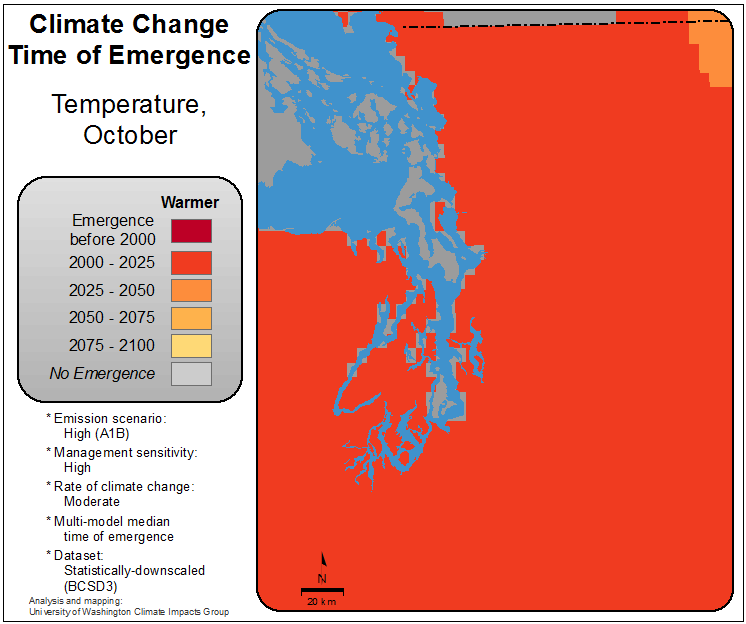 Climate Change
Time of Emergence
Temperature,
October
Warmer
Emergence
before 2000
2000 - 2025
2025 - 2050
2050 - 2075
2075 - 2100
No Emergence
* Emission scenario:
High (A1B)
* Management sensitivity:
High
* Rate of climate change:
Moderate
* Multi-model median
time of emergence
* Dataset:
Statistically-downscaled
(BCSD3)
Analysis and mapping:
University of Washington Climate Impacts Group
N
20 km